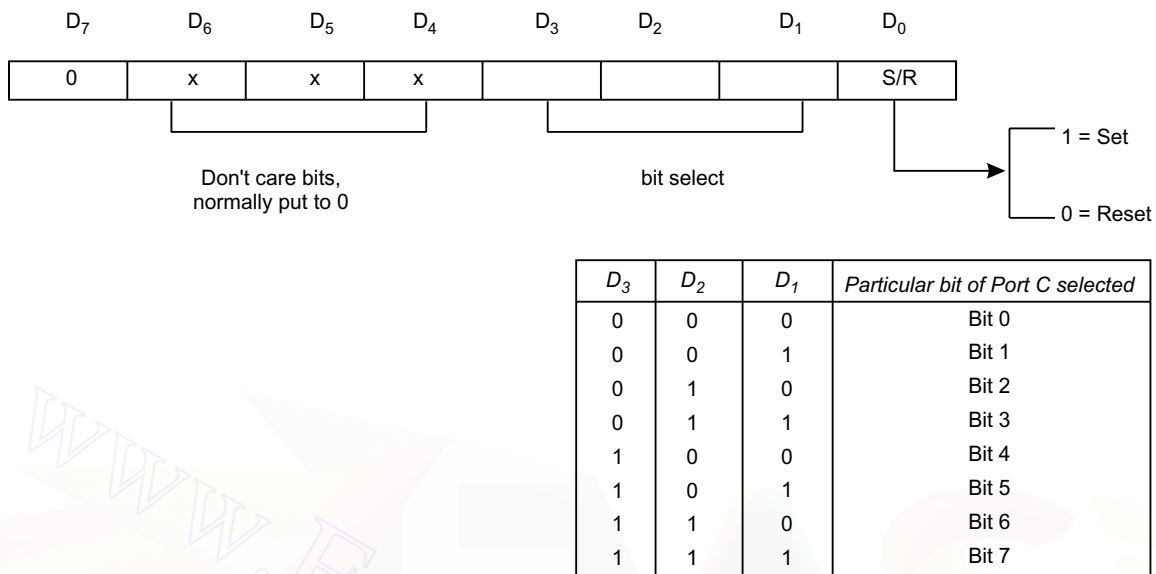 D7 D6 D5 D4 D3 D2 D1 D0
0 x x x S/R
1 = Set
Don't care bits,
normally put to 0
bit select
0 = Reset
D3 D2 D1 Particular bit of Port C selected
0 0 0 Bit 0
0 0 1 Bit 1
0 1 0 Bit 2
0 1 1 Bit 3
1 0 0 Bit 4
1 0 1 Bit 5
1 1 0 Bit 6
1 1 1 Bit 7